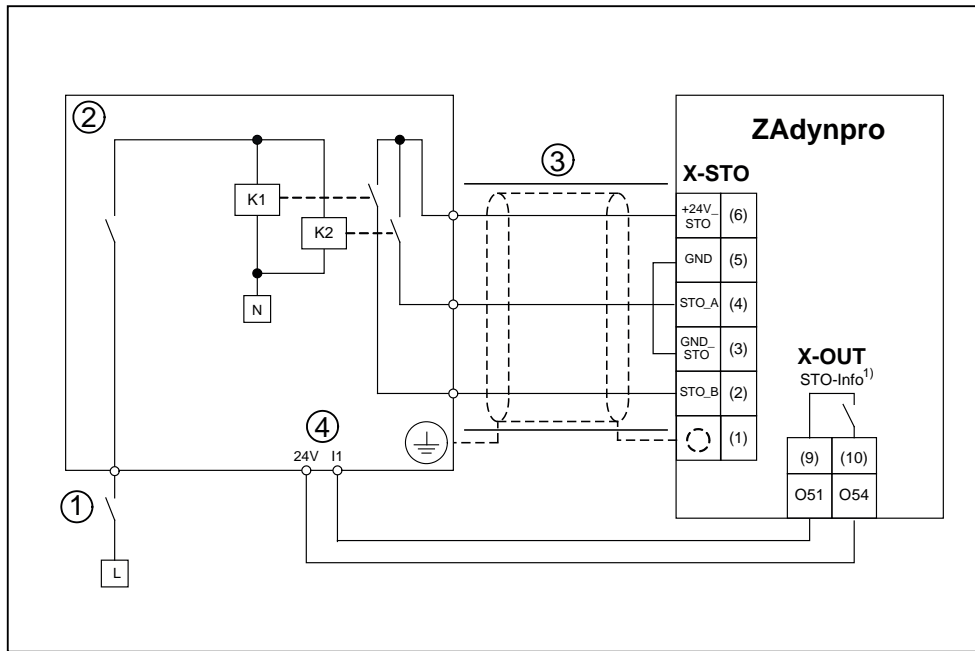 ②
ZAdynpro
③
X-STO
K1
+24V_
STO
(6)
K2
GND
(5)
N
STO_A
(4)
GND_
STO
(3)
X-OUT
STO-Info¹⁾
STO_B
(2)
④
(1)
24V
I1
(9)
(10)
O51
O54
①
L